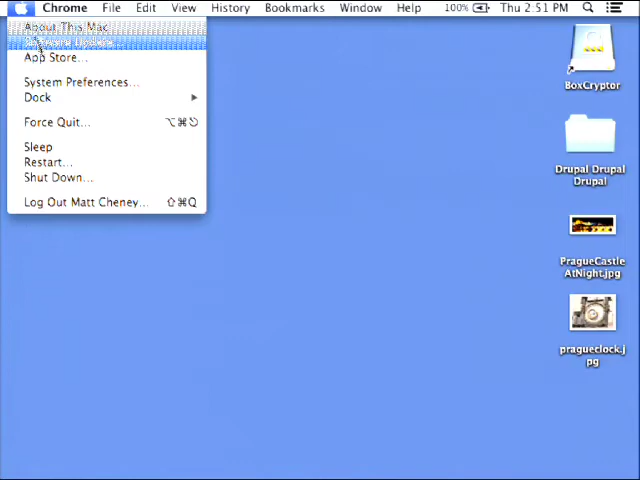 Chrome File Edit View History Bookmarks Window Help 100% Thu 2:51 PM
About This Mac
Software Update...
App Store...
System Preferences...
Dock
Force Quit... ⌥⌘⎋
Sleep
Restart...
Shut Down...
Log Out Matt Cheney... ⇧⌘Q
BoxCryptor
Drupal Drupal
Drupal
PragueCastle
AtNight.jpg
pragueclock.j
pg